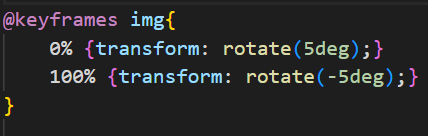 @keyframes img{
    0% {transform: rotate(5deg);}
    100% {transform: rotate(-5deg);}
}